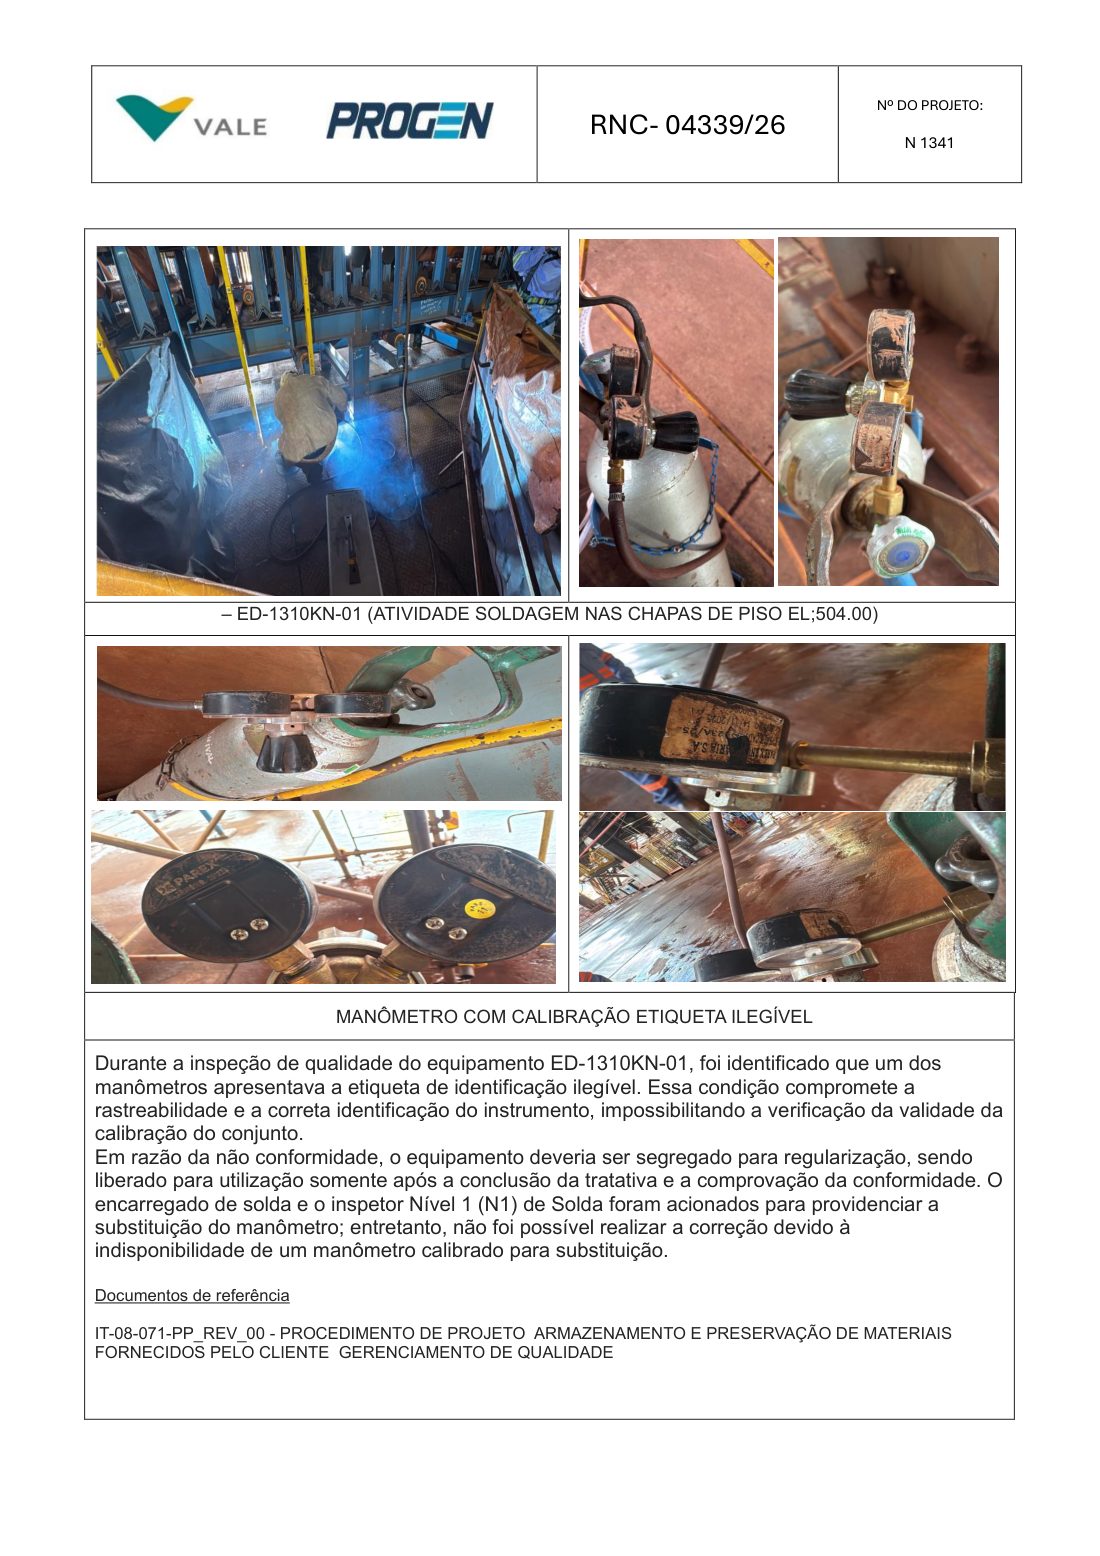 VALE
PROGEN
RNC- 04339/26
Nº DO PROJETO:
N 1341
– ED-1310KN-01 (ATIVIDADE SOLDAGEM NAS CHAPAS DE PISO EL;504.00)
MANÔMETRO COM CALIBRAÇÃO ETIQUETA ILEGÍVEL
Durante a inspeção de qualidade do equipamento ED-1310KN-01, foi identificado que um dos
manômetros apresentava a etiqueta de identificação ilegível. Essa condição compromete a
rastreabilidade e a correta identificação do instrumento, impossibilitando a verificação da validade da
calibração do conjunto.
Em razão da não conformidade, o equipamento deveria ser segregado para regularização, sendo
liberado para utilização somente após a conclusão da tratativa e a comprovação da conformidade. O
encarregado de solda e o inspetor Nível 1 (N1) de Solda foram acionados para providenciar a
substituição do manômetro; entretanto, não foi possível realizar a correção devido à
indisponibilidade de um manômetro calibrado para substituição.
Documentos de referência
IT-08-071-PP_REV_00 - PROCEDIMENTO DE PROJETO  ARMAZENAMENTO E PRESERVAÇÃO DE MATERIAIS
FORNECIDOS PELO CLIENTE  GERENCIAMENTO DE QUALIDADE